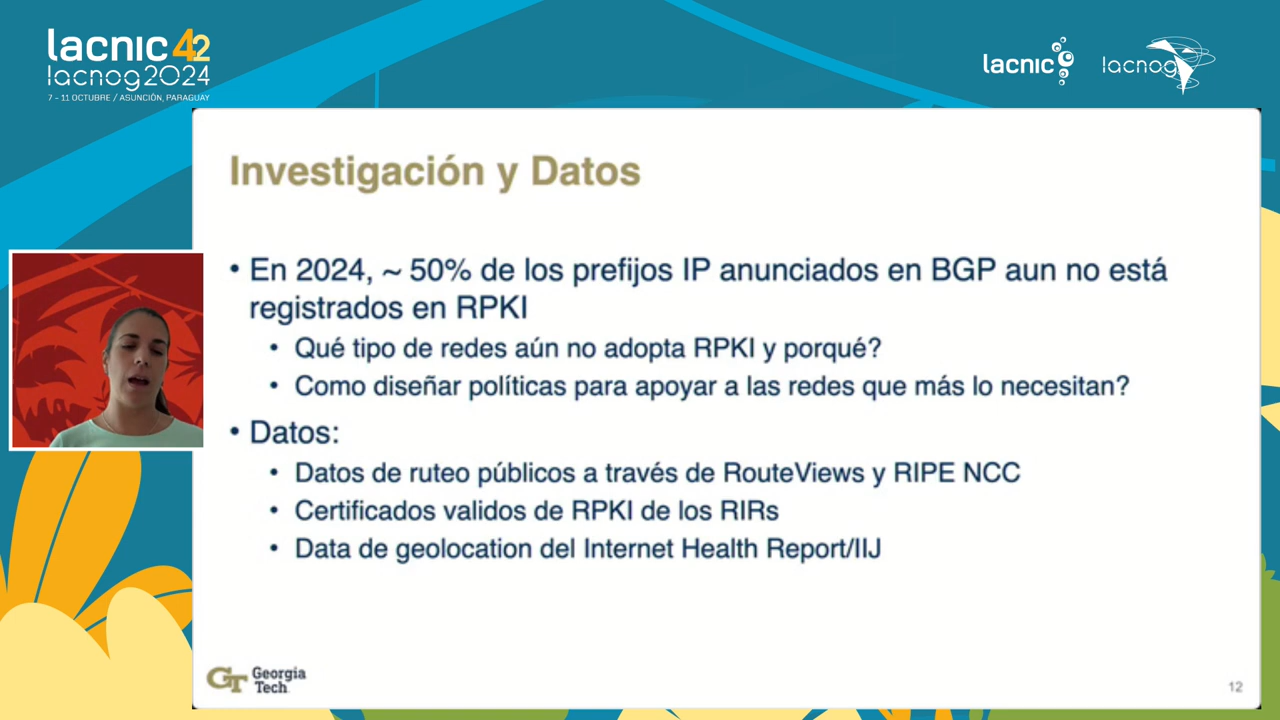 lacnic 42
lacnog2024
7 - 11 OCTUBRE / ASUNCIÓN, PARAGUAY
lacnic
lacnog
Investigación y Datos
• En 2024, ~ 50% de los prefijos IP anunciados en BGP aun no está
registrados en RPKI
• Qué tipo de redes aún no adopta RPKI y porqué?
• Como diseñar políticas para apoyar a las redes que más lo necesitan?
• Datos:
• Datos de ruteo públicos a través de RouteViews y RIPE NCC
• Certificados validos de RPKI de los RIRs
• Data de geolocation del Internet Health Report/IIJ
GT Georgia
Tech
12